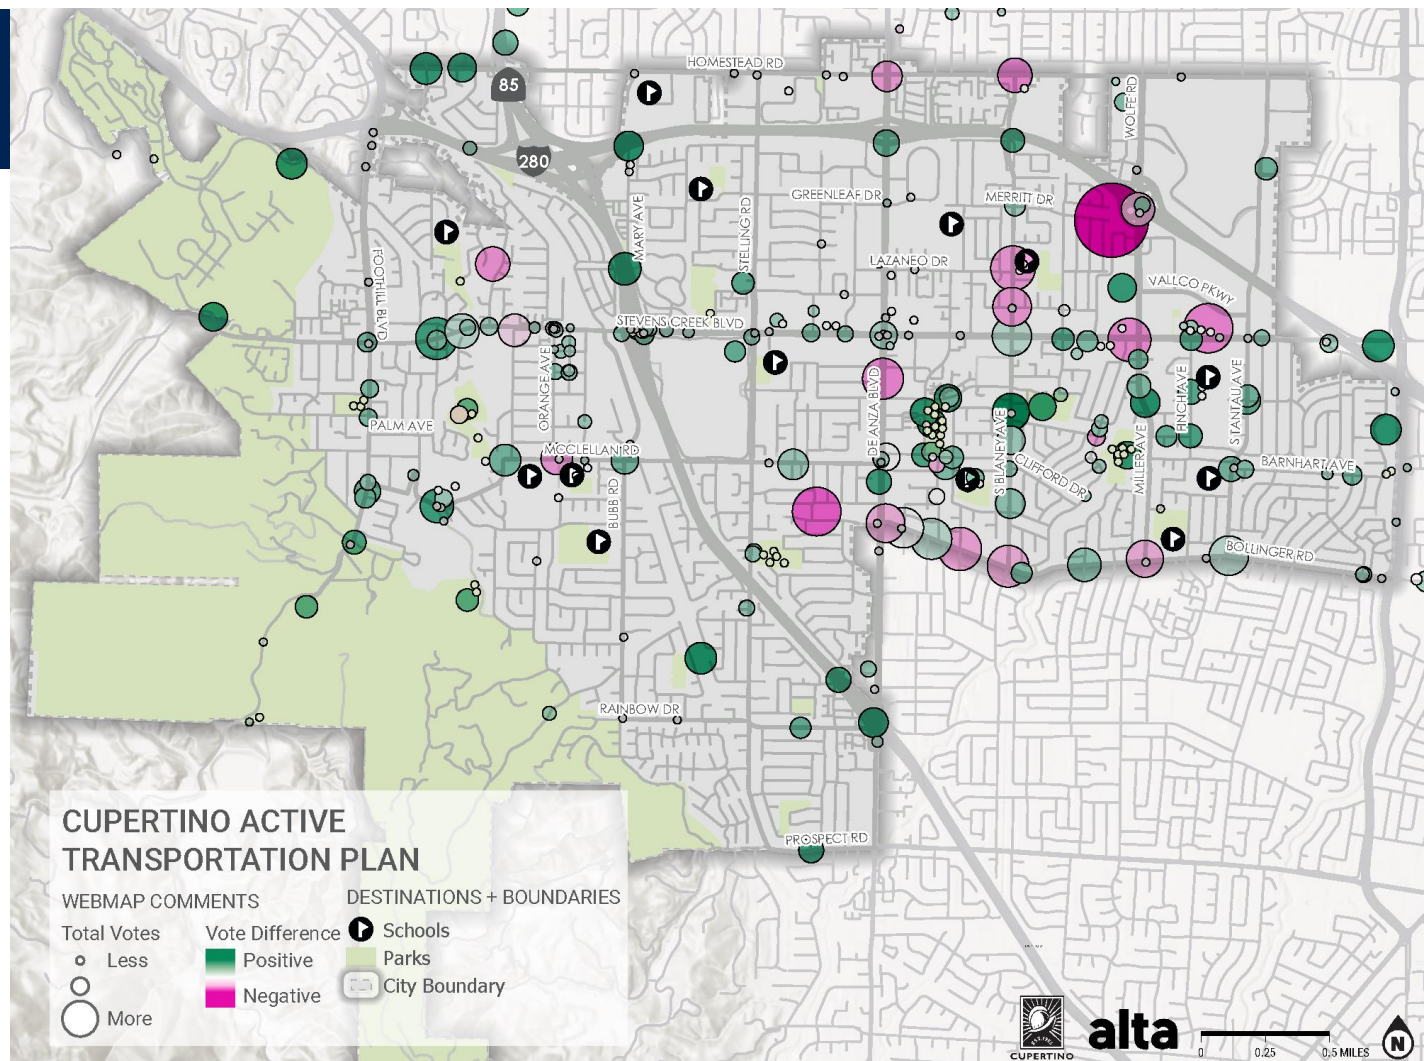 HOMESTEAD RD
85
WOLFE RD
280
GREENLEAF DR
MERRITT DR
MARY AVE
STELLING RD
FOOTHILL BLVD
LAZANEO DR
VALLCO PKWY
STEVENS CREEK BLVD
ORANGE AVE
DE ANZA BLVD
FINCH AVE
S TANTAU AVE
PALM AVE
S BLANEY AVE
MILLER AVE
MCCLELLAN RD
CLIFFORD DR
BARNHART AVE
BUBB RD
BOLLINGER RD
RAINBOW DR
PROSPECT RD
CUPERTINO ACTIVE
TRANSPORTATION PLAN
WEBMAP COMMENTS
Total Votes
Less
More
Vote Difference
Positive
Negative
DESTINATIONS + BOUNDARIES
Schools
Parks
City Boundary
CUPERTINO
alta
0 0.25 0.5 MILES
N